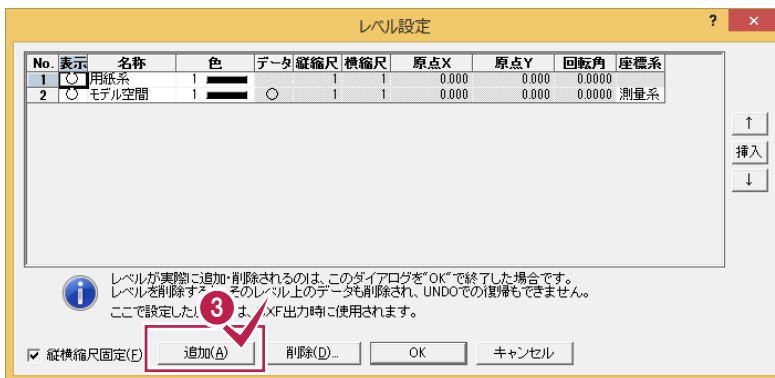 レベル設定
? ×
No. 表示 名称 色 データ 縦縮尺 横縮尺 原点X 原点Y 回転角 座標系
1 用紙系 1 1 1 0.000 0.000 0.0000
2 モデル空間 1 ○ 1 1 0.000 0.000 0.0000 測量系
↑
挿入
↓
レベルが実際に追加・削除されるのは、このダイアログを"OK"で終了した場合です。
レベルを削除する そのレベル上のデータも削除され、UNDOでの復帰もできません。
ここで設定した は、SXF出力時に使用されます。
3
縦横縮尺固定(F) 追加(A) 削除(D)... OK キャンセル